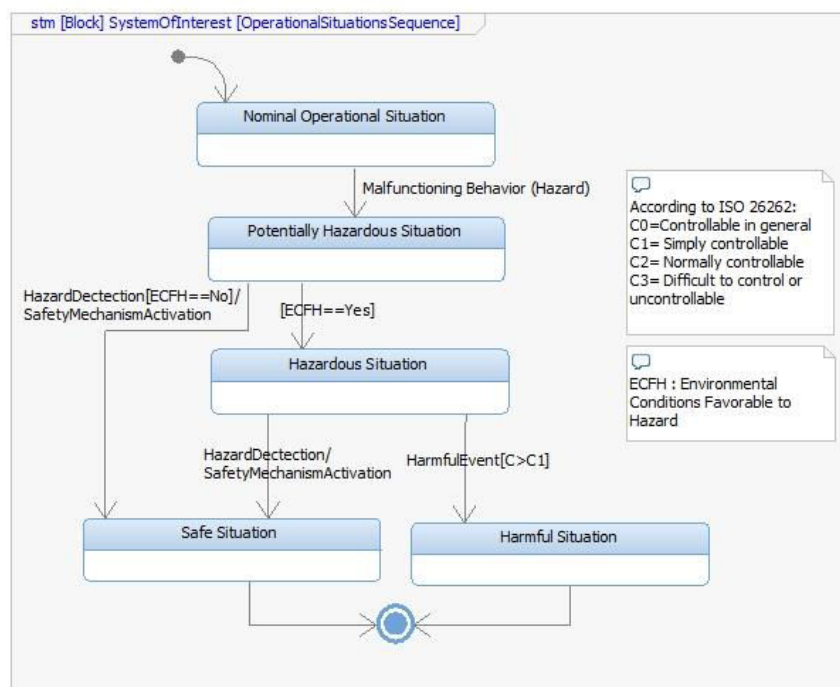 stm [Block] SystemOfInterest [OperationalSituationsSequence]
Nominal Operational Situation
Malfunctioning Behavior (Hazard)
Potentially Hazardous Situation
HazardDectection[ECFH==No]/
SafetyMechanismActivation
[ECFH==Yes]
Hazardous Situation
HazardDectection/
SafetyMechanismActivation
HarmfulEvent[C>C1]
Safe Situation
Harmful Situation
According to ISO 26262:
C0=Controllable in general
C1= Simply controllable
C2= Normally controllable
C3= Difficult to control or
uncontrollable
ECFH : Environmental
Conditions Favorable to
Hazard